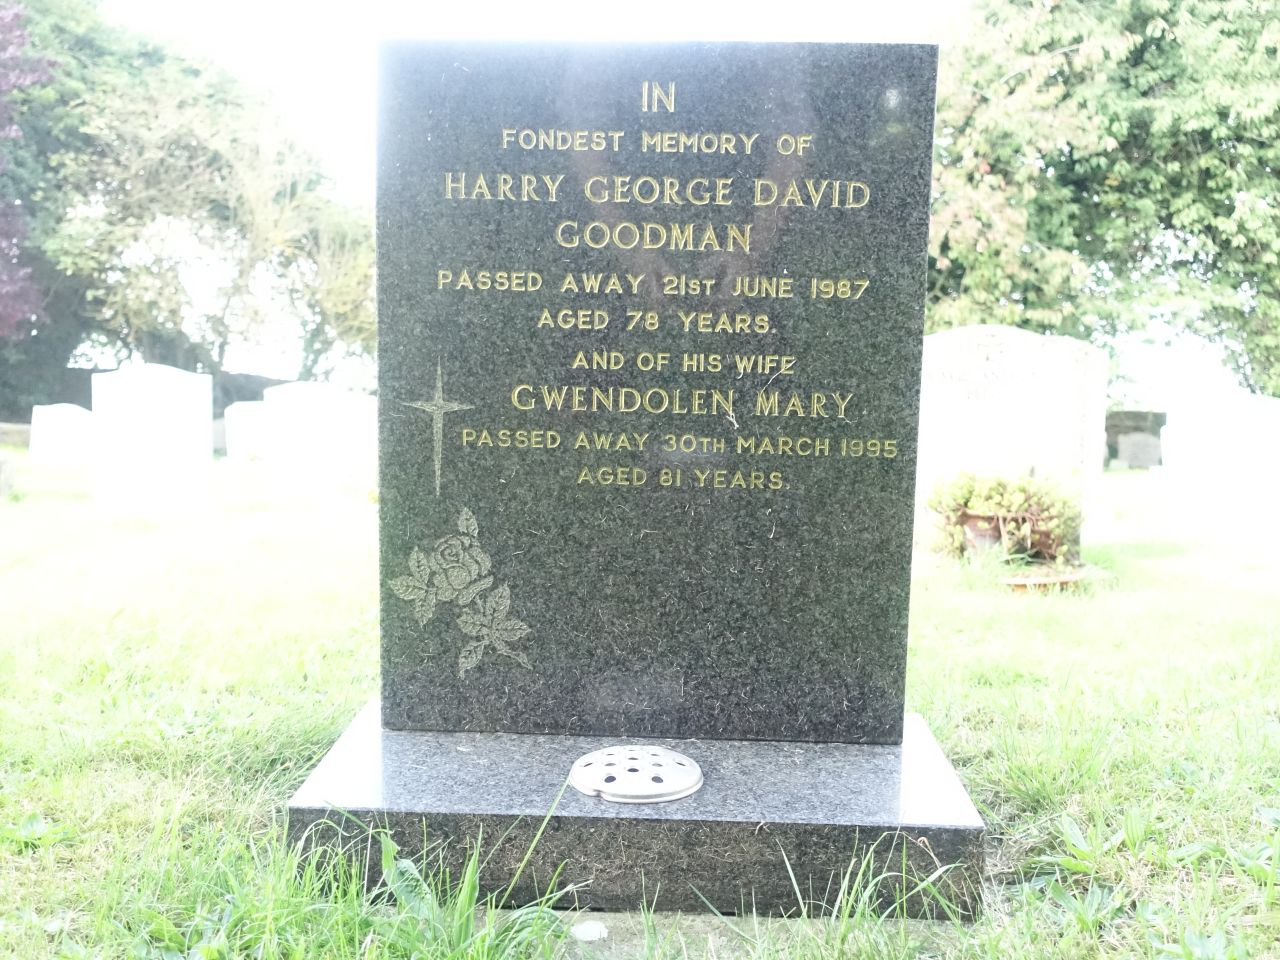 IN
FONDEST MEMORY OF
HARRY GEORGE DAVID
GOODMAN
PASSED AWAY 21ST JUNE 1987
AGED 78 YEARS.
AND OF HIS WIFE
GWENDOLEN MARY
PASSED AWAY 30TH MARCH 1995
AGED 81 YEARS.